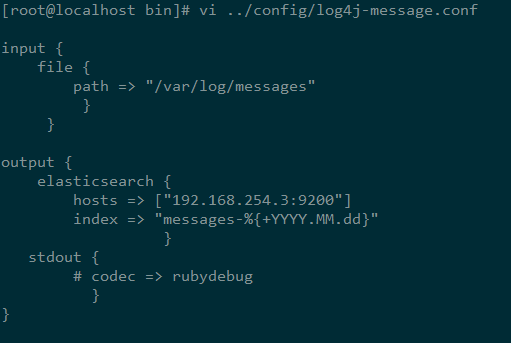 [root@localhost bin]# vi ../config/log4j-message.conf
input {
    file {
        path => "/var/log/messages"
         }
     }
output {
    elasticsearch {
        hosts => ["192.168.254.3:9200"]
        index => "messages-%{+YYYY.MM.dd}"
                  }
   stdout {
        # codec => rubydebug
          }
}